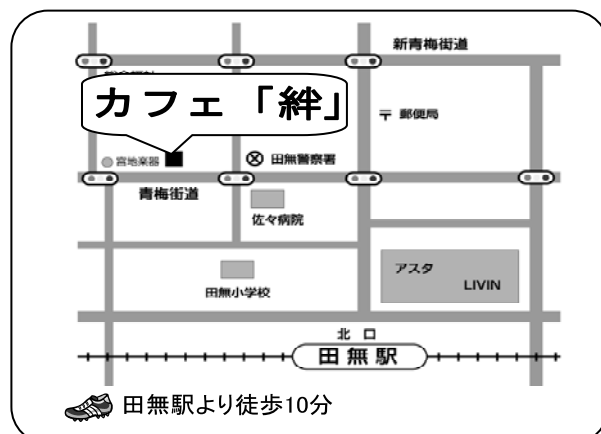 新青梅街道
カフェ「絆」
〒 郵便局
宮地楽器
田無警察署
青梅街道
佐々病院
アスタ
LIVIN
田無小学校
北口
田無駅
田無駅より徒歩10分